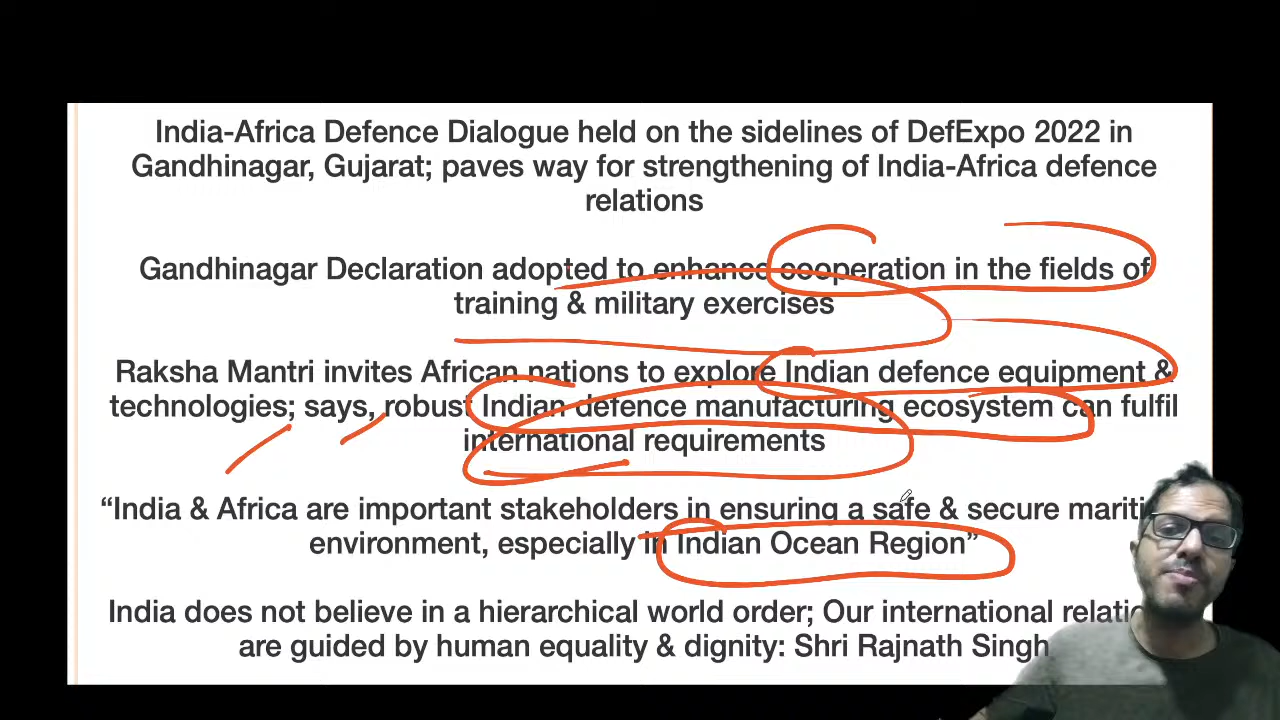 India-Africa Defence Dialogue held on the sidelines of DefExpo 2022 in
Gandhinagar, Gujarat; paves way for strengthening of India-Africa defence
relations
Gandhinagar Declaration adopted to enhance cooperation in the fields of
training & military exercises
Raksha Mantri invites African nations to explore Indian defence equipment &
technologies; says, robust Indian defence manufacturing ecosystem can fulfil
international requirements
“India & Africa are important stakeholders in ensuring a safe & secure
environment, especially in Indian Ocean Region”
India does not believe in a hierarchical world order; Our international
are guided by human equality & dignity: Shri Rajnath Singh